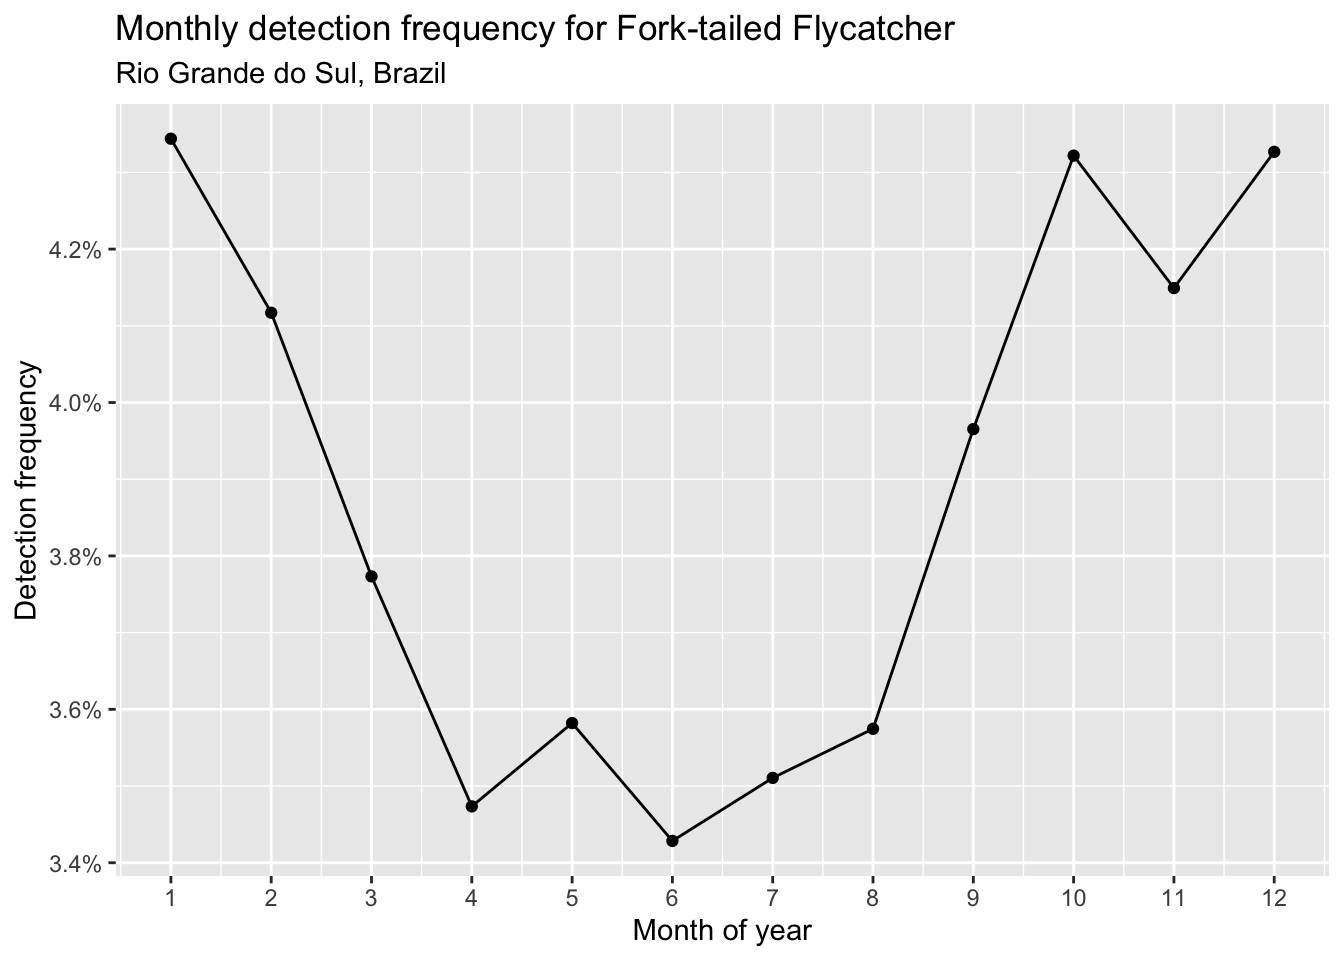 Monthly detection frequency for Fork-tailed Flycatcher
Rio Grande do Sul, Brazil
Detection frequency
4.2%
4.0%
3.8%
3.6%
3.4%
1 2 3 4 5 6 7 8 9 10 11 12
Month of year